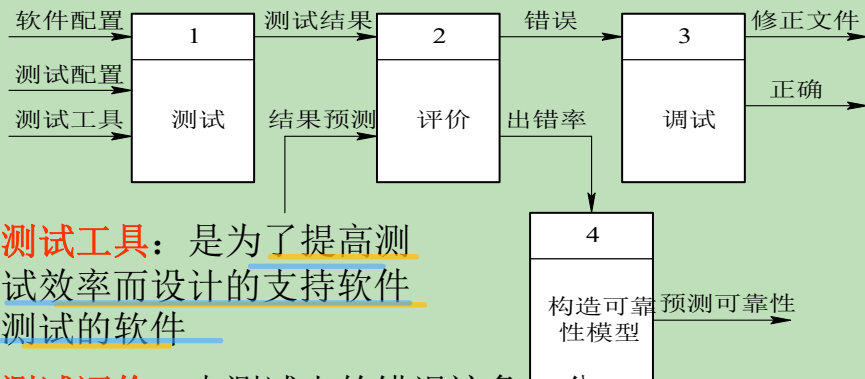 软件配置
测试配置
测试工具
1
测试
测试结果
结果预测
2
评价
错误
出错率
3
调试
修正文件
正确
4
构造可靠
性模型
预测可靠性
测试工具：是为了提高测
试效率而设计的支持软件
测试的软件